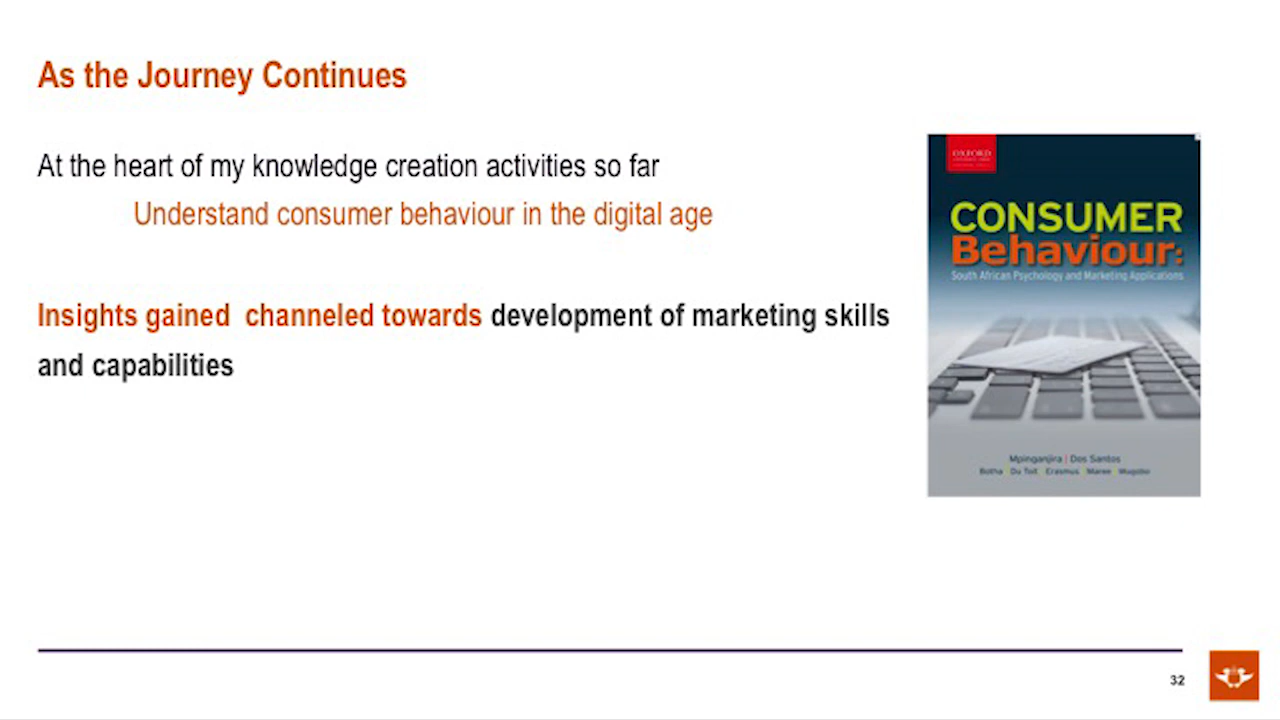 As the Journey Continues
At the heart of my knowledge creation activities so far
Understand consumer behaviour in the digital age
Insights gained channeled towards development of marketing skills
and capabilities
OXFORD
CONSUMER
Behaviour:
South African Psychology and Marketing Applications
Mpinganjira | Dos Santos
Botha Du Toit Erasmus Maree Mugobo
32